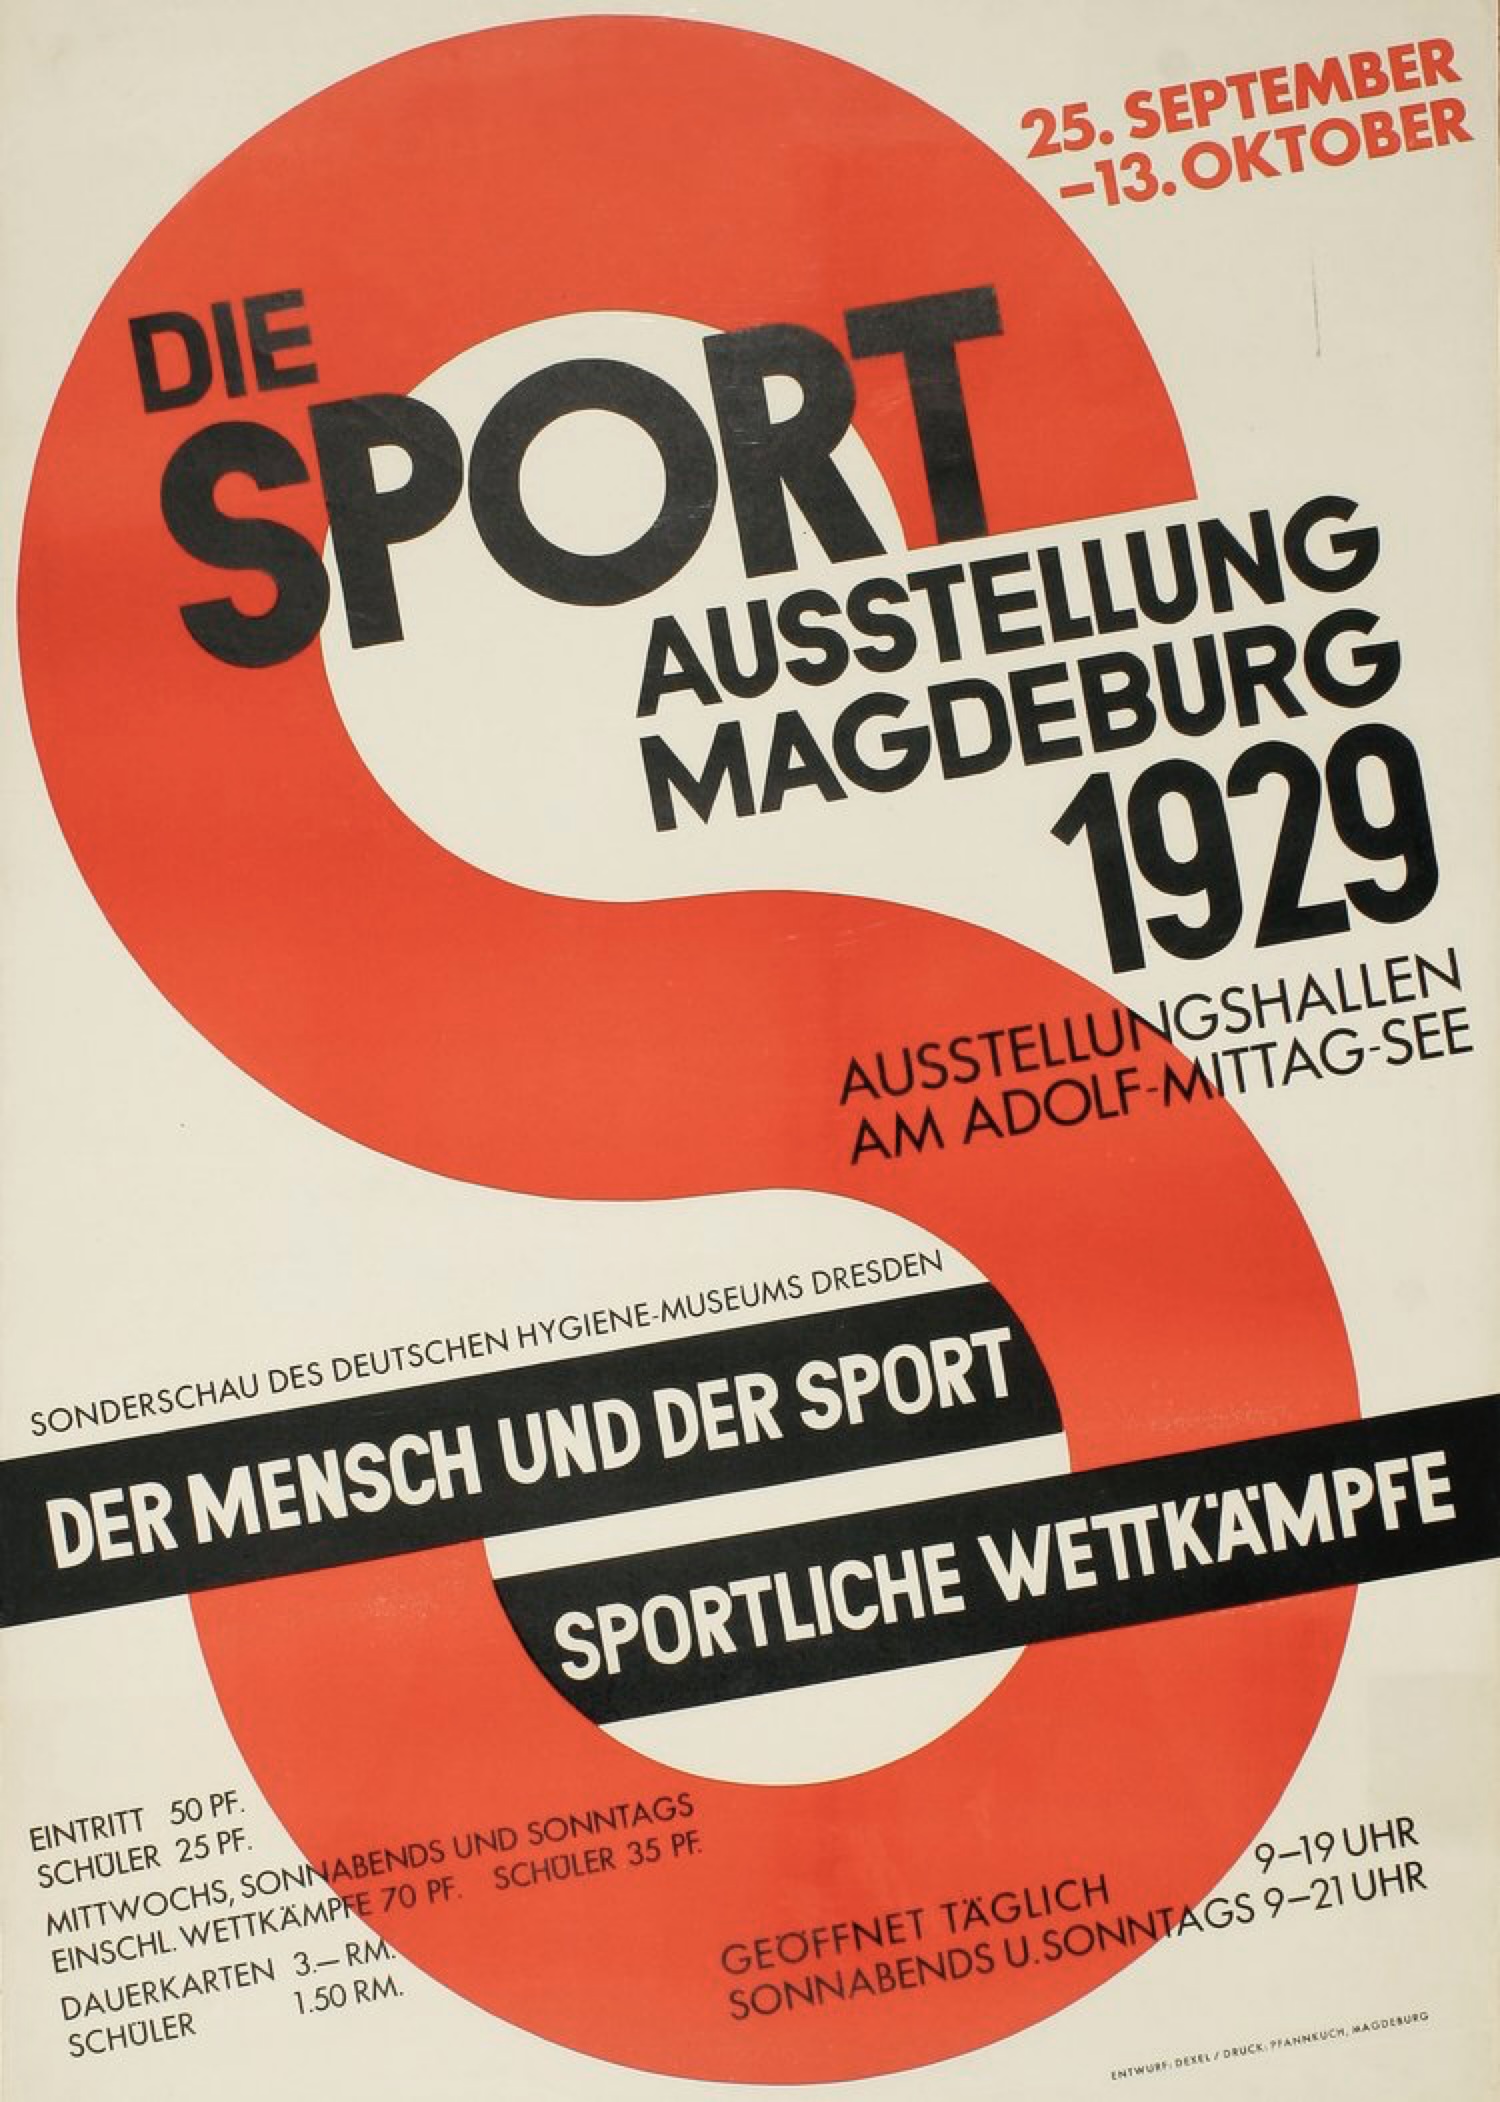 25. SEPTEMBER
–13. OKTOBER
DIE
SPORT
AUSSTELLUNG
MAGDEBURG
1929
AUSSTELLUNGSHALLEN
AM ADOLF-MITTAG-SEE
SONDERSCHAU DES DEUTSCHEN HYGIENE-MUSEUMS DRESDEN
DER MENSCH UND DER SPORT
SPORTLICHE WETTKÄMPFE
EINTRITT 50 PF.
SCHÜLER 25 PF.
MITTWOCHS, SONNABENDS UND SONNTAGS
EINSCHL. WETTKÄMPFE 70 PF. SCHÜLER 35 PF.
DAUERKARTEN 3.— RM.
SCHÜLER 1.50 RM.
GEÖFFNET TÄGLICH 9–19 UHR
SONNABENDS U. SONNTAGS 9–21 UHR
ENTWURF: DEXEL / DRUCK: PFANNKUCH, MAGDEBURG